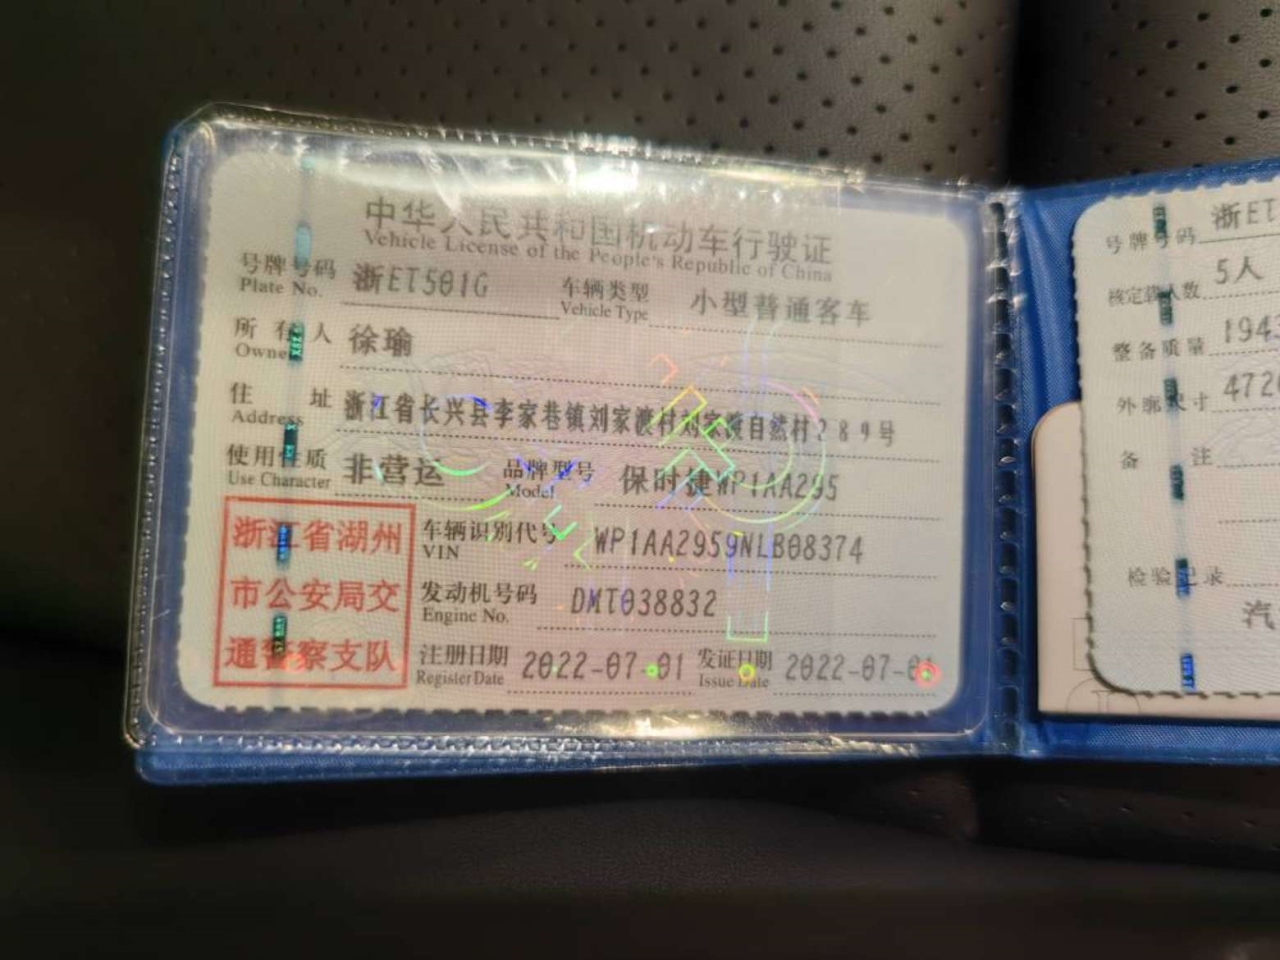 中华人民共和国机动车行驶证
Vehicle License of the People's Republic of China
号牌号码 浙ET501G 车辆类型 小型普通客车
Plate No. Vehicle Type
所有人 徐瑜
Owner
住址 浙江省长兴县李家巷镇刘家渡村刘家渡自然村289号
Address
使用性质 非营运 品牌型号 保时捷WP1AA295
Use Character Model
浙江省湖州
市公安局交
通警察支队
车辆识别代号 WP1AA2959NLB08374
VIN
发动机号码 DMT038832
Engine No.
注册日期 2022-07-01 发证日期 2022-07-01
Register Date Issue Date
号牌号码 浙ET
核定载人数 5人
整备质量 194
外廓尺寸 472
备注
检验记录
汽